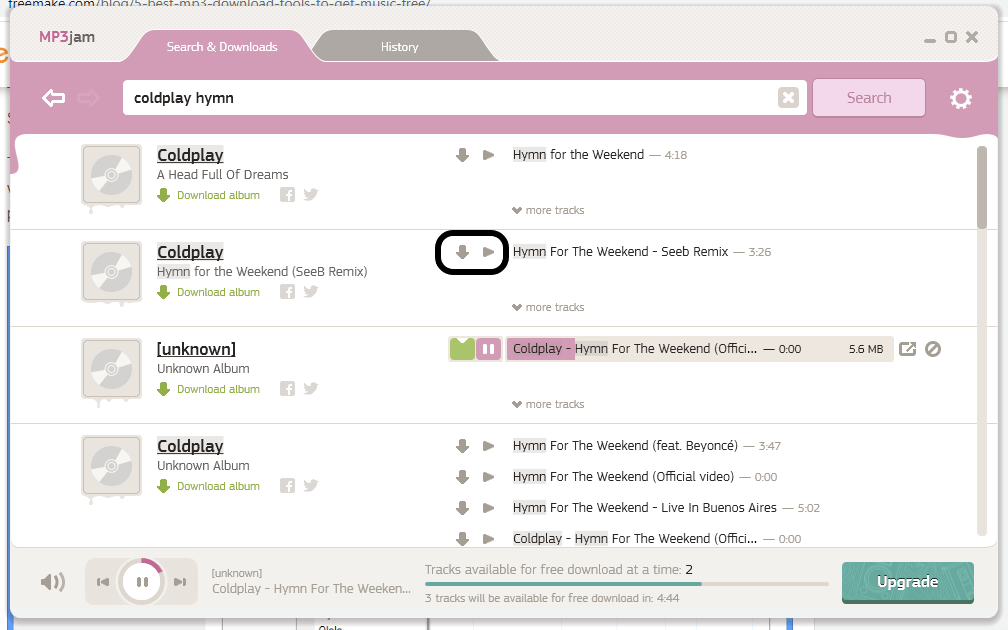 freemake.com/blog/5-best-mp3-download-tools-to-get-music-free/
MP3jam
Search & Downloads
History
coldplay hymn
Search
Coldplay
A Head Full Of Dreams
Download album
Hymn for the Weekend — 4:18
more tracks
Coldplay
Hymn for the Weekend (SeeB Remix)
Download album
Hymn For The Weekend - Seeb Remix — 3:26
more tracks
[unknown]
Unknown Album
Download album
Coldplay - Hymn For The Weekend (Offici... — 0:00 5.6 MB
more tracks
Coldplay
Unknown Album
Download album
Hymn For The Weekend (feat. Beyoncé) — 3:47
Hymn For The Weekend (Official video) — 0:00
Hymn For The Weekend - Live In Buenos Aires — 5:02
Coldplay - Hymn For The Weekend (Offici... — 0:00
[unknown]
Coldplay - Hymn For The Weeken...
Tracks available for free download at a time: 2
3 tracks will be available for free download in: 4:44
Upgrade